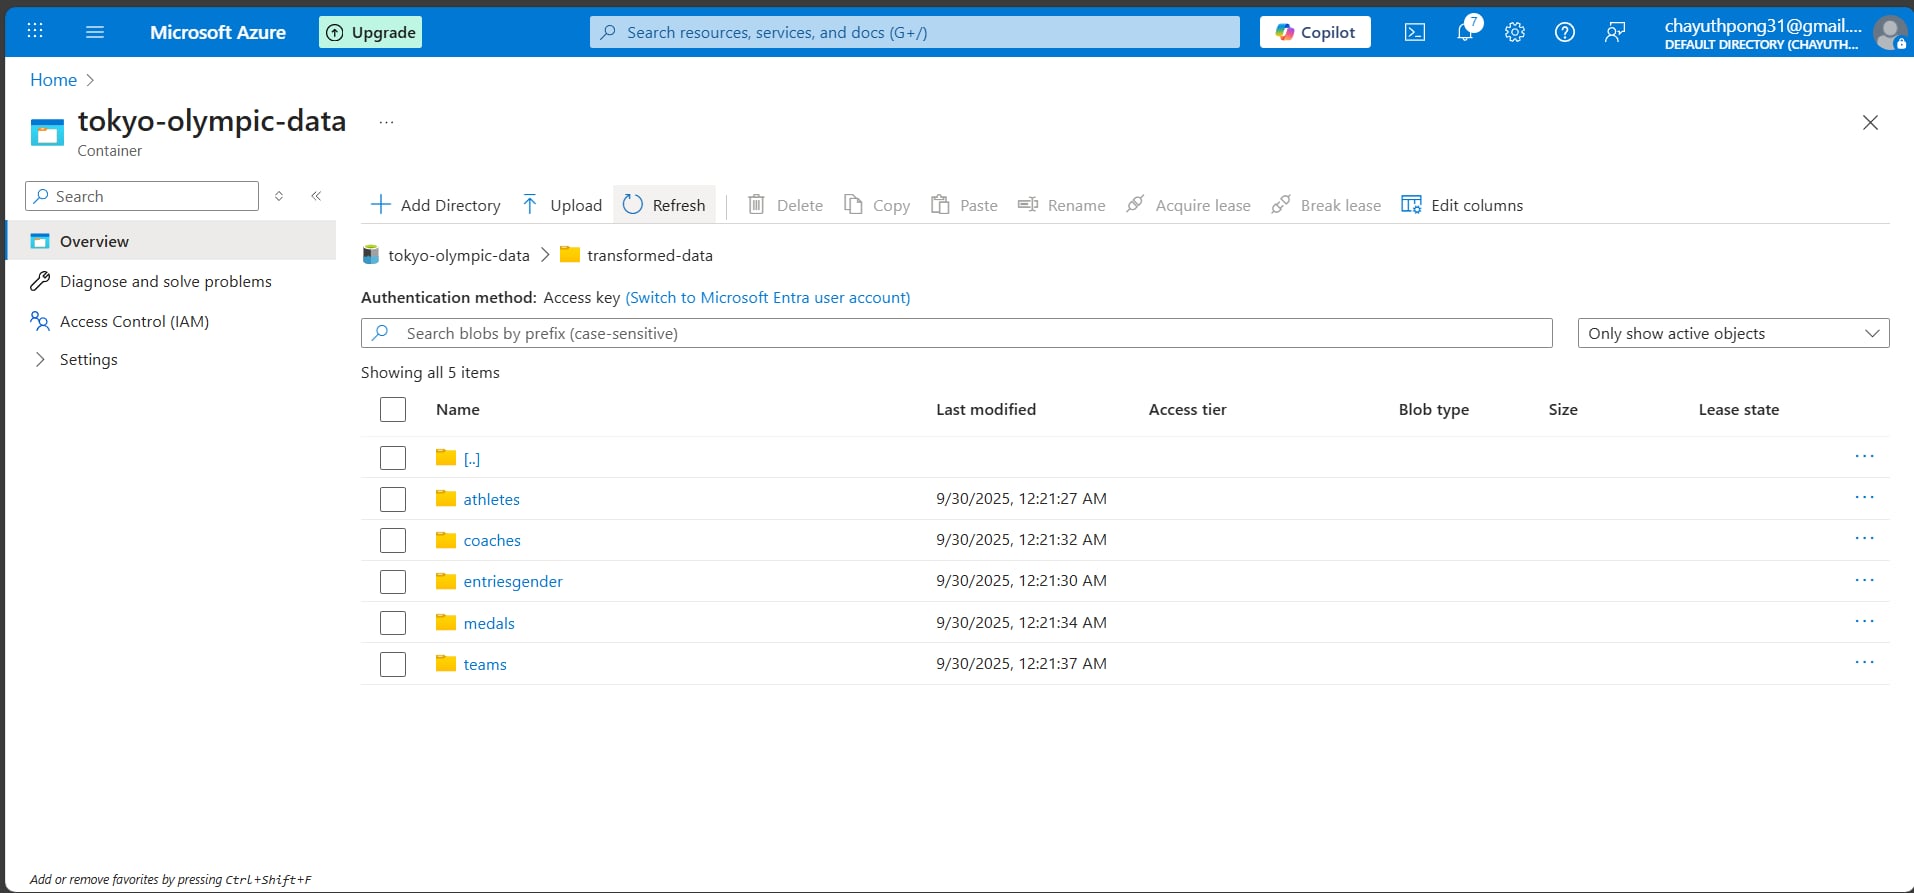 Microsoft Azure Upgrade Search resources, services, and docs (G+/) Copilot 7 chayuthpong31@gmail....
DEFAULT DIRECTORY (CHAYUTH...
Home
tokyo-olympic-data ...
Container
Search
Overview
Diagnose and solve problems
Access Control (IAM)
Settings
Add Directory Upload Refresh Delete Copy Paste Rename Acquire lease Break lease Edit columns
tokyo-olympic-data > transformed-data
Authentication method: Access key (Switch to Microsoft Entra user account)
Search blobs by prefix (case-sensitive) Only show active objects
Showing all 5 items
Name Last modified Access tier Blob type Size Lease state
[..] ...
athletes 9/30/2025, 12:21:27 AM ...
coaches 9/30/2025, 12:21:32 AM ...
entriesgender 9/30/2025, 12:21:30 AM ...
medals 9/30/2025, 12:21:34 AM ...
teams 9/30/2025, 12:21:37 AM ...
Add or remove favorites by pressing Ctrl+Shift+F